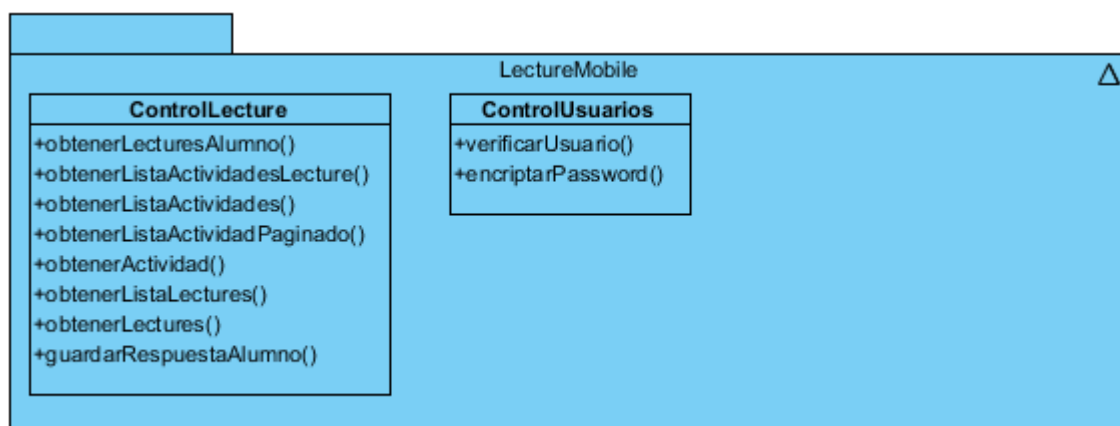 LectureMobile
ControlLecture
+obtenerLecturesAlumno()
+obtenerListaActividadesLecture()
+obtenerListaActividades()
+obtenerListaActividadPaginado()
+obtenerActividad()
+obtenerListaLectures()
+obtenerLectures()
+guardarRespuestaAlumno()
ControlUsuarios
+verificarUsuario()
+encriptarPassword()